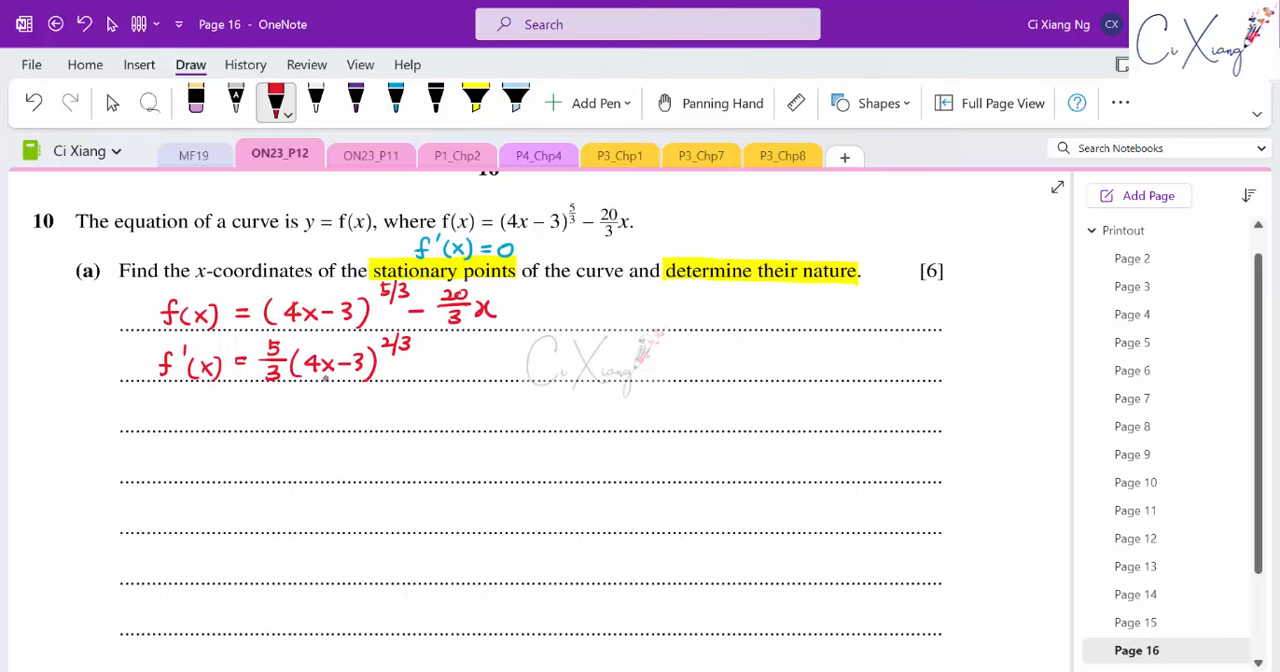 Page 16 - OneNote
Search
Ci Xiang Ng
CX
Ci Xiang
File Home Insert Draw History Review View Help
Add Pen
Panning Hand
Shapes
Full Page View
Ci Xiang
MF19
ON23_P12
ON23_P11
P1_Chp2
P4_Chp4
P3_Chp1
P3_Chp7
P3_Chp8
Search Notebooks
10 The equation of a curve is y = f(x), where f(x) = (4x − 3)^(5/3) − 20/3 x.
f'(x) = 0
(a) Find the x-coordinates of the stationary points of the curve and determine their nature. [6]
f(x) = (4x−3)^(5/3) − 20/3 x
f'(x) = 5/3 (4x−3)^(2/3)
Ci Xiang
Add Page
Printout
Page 2
Page 3
Page 4
Page 5
Page 6
Page 7
Page 8
Page 9
Page 10
Page 11
Page 12
Page 13
Page 14
Page 15
Page 16